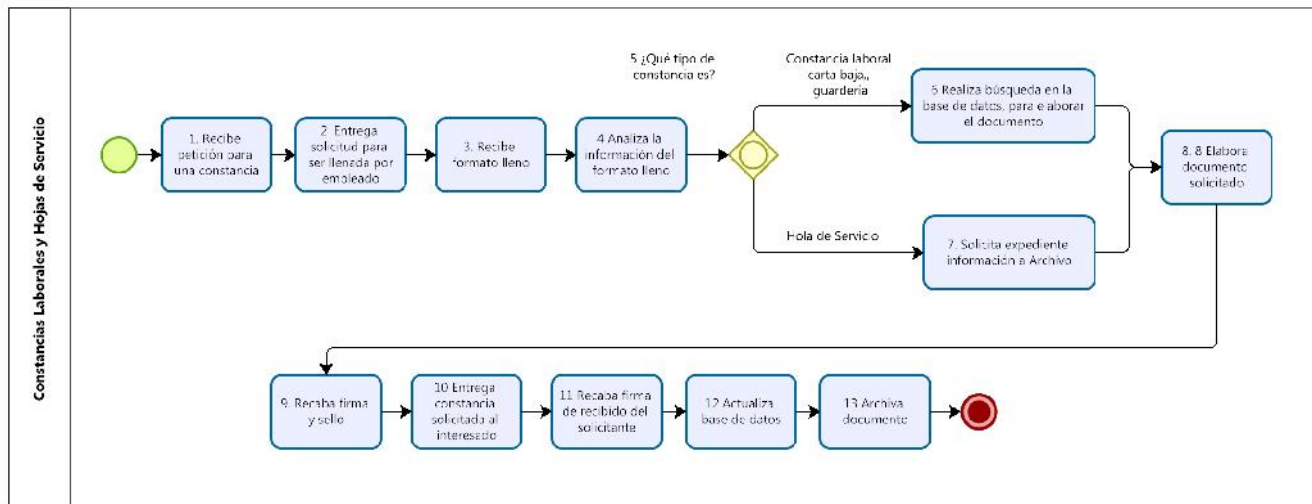 Constancias Laborales y Hojas de Servicio
1. Recibe
petición para
una constancia
2. Entrega
solicitud para
ser llenada por
empleado
3. Recibe
formato lleno
4 Analiza la
información del
formato lleno
5 ¿Qué tipo de
constancia es?
Constancia laboral
carta baja,,
guardería
6 Realiza búsqueda en la
base de datos, para elaborar
el documento
Hola de Servicio
7. Solicita expediente
información a Archivo
8. 8 Elabora
documento
solicitado
9. Recaba firma
y sello
10 Entrega
constancia
solicitada al
interesado
11 Recaba firma
de recibido del
solicitante
12 Actualiza
base de datos
13 Archiva
documento